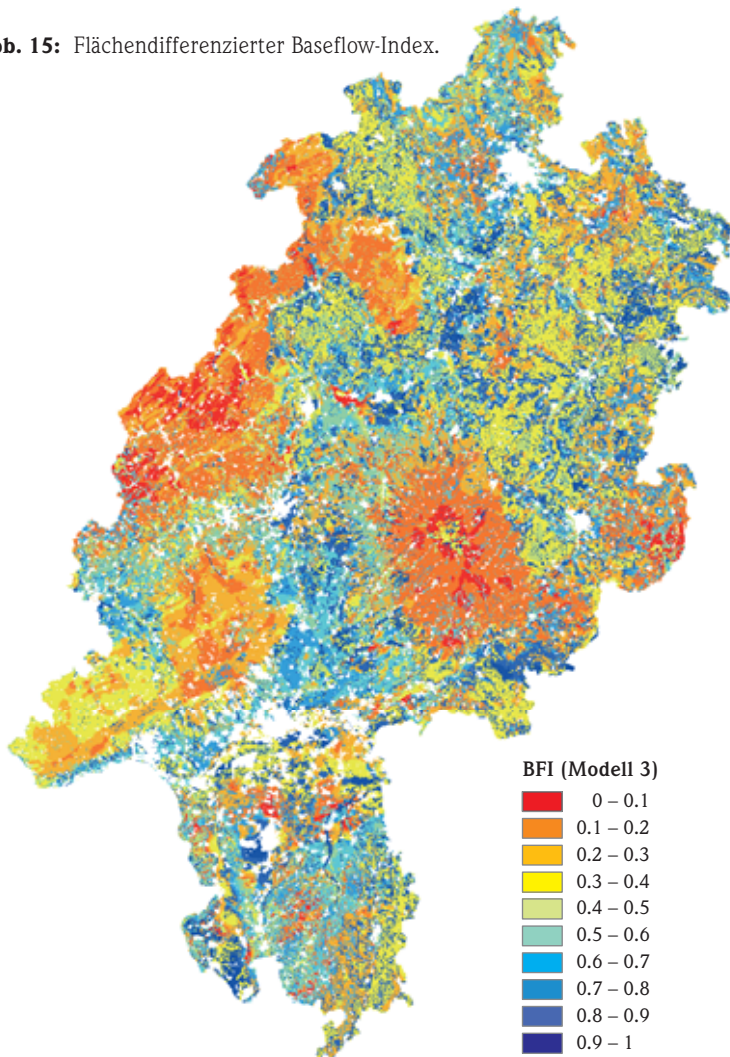 ob. 15: Flächendifferenzierter Baseflow-Index.
BFI (Modell 3)
0 – 0.1
0.1 – 0.2
0.2 – 0.3
0.3 – 0.4
0.4 – 0.5
0.5 – 0.6
0.6 – 0.7
0.7 – 0.8
0.8 – 0.9
0.9 – 1